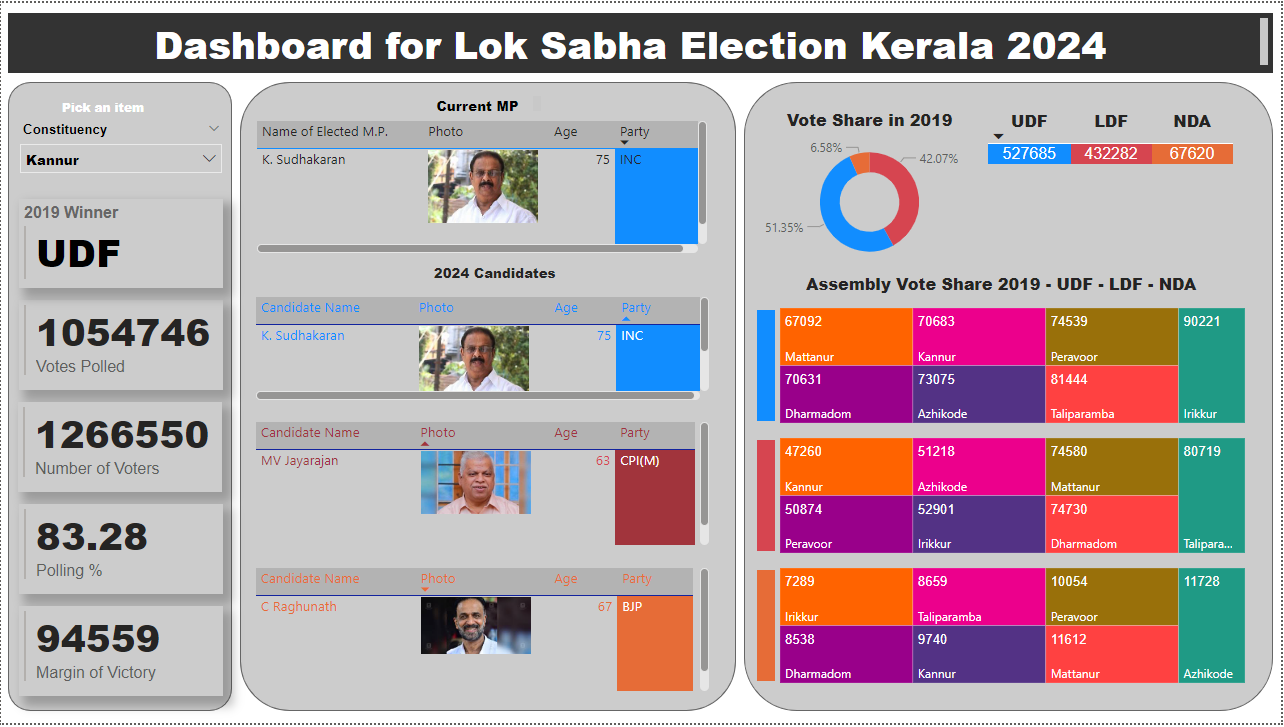 Dashboard for Lok Sabha Election Kerala 2024
Pick an item
Constituency
Kannur
2019 Winner
UDF
1054746
Votes Polled
1266550
Number of Voters
83.28
Polling %
94559
Margin of Victory
Current MP
Name of Elected M.P. Photo Age Party
K. Sudhakaran 75 INC
2024 Candidates
Candidate Name Photo Age Party
K. Sudhakaran 75 INC
Candidate Name Photo Age Party
MV Jayarajan 63 CPI(M)
Candidate Name Photo Age Party
C Raghunath 67 BJP
Vote Share in 2019
6.58%
42.07%
51.35%
UDF LDF NDA
527685 432282 67620
Assembly Vote Share 2019 - UDF - LDF - NDA
67092 70683 74539 90221
Mattanur Kannur Peravoor
70631 73075 81444
Dharmadom Azhikode Taliparamba Irikkur
47260 51218 74580 80719
Kannur Azhikode Mattanur
50874 52901 74730
Peravoor Irikkur Dharmadom Talipara...
7289 8659 10054 11728
Irikkur Taliparamba Peravoor
8538 9740 11612
Dharmadom Kannur Mattanur Azhikode